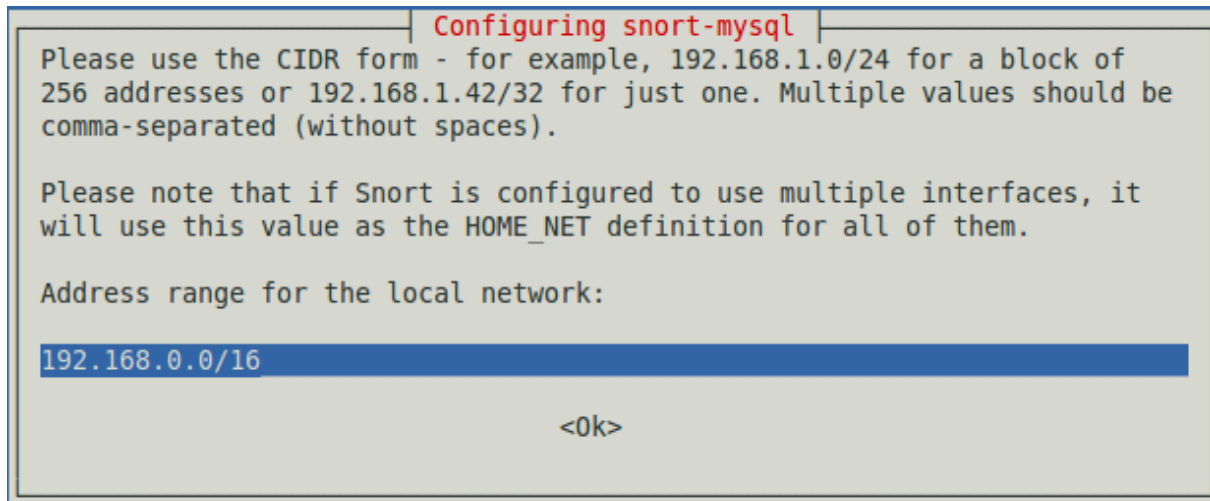 Configuring snort-mysql
Please use the CIDR form - for example, 192.168.1.0/24 for a block of
256 addresses or 192.168.1.42/32 for just one. Multiple values should be
comma-separated (without spaces).
Please note that if Snort is configured to use multiple interfaces, it
will use this value as the HOME_NET definition for all of them.
Address range for the local network:
192.168.0.0/16
<Ok>